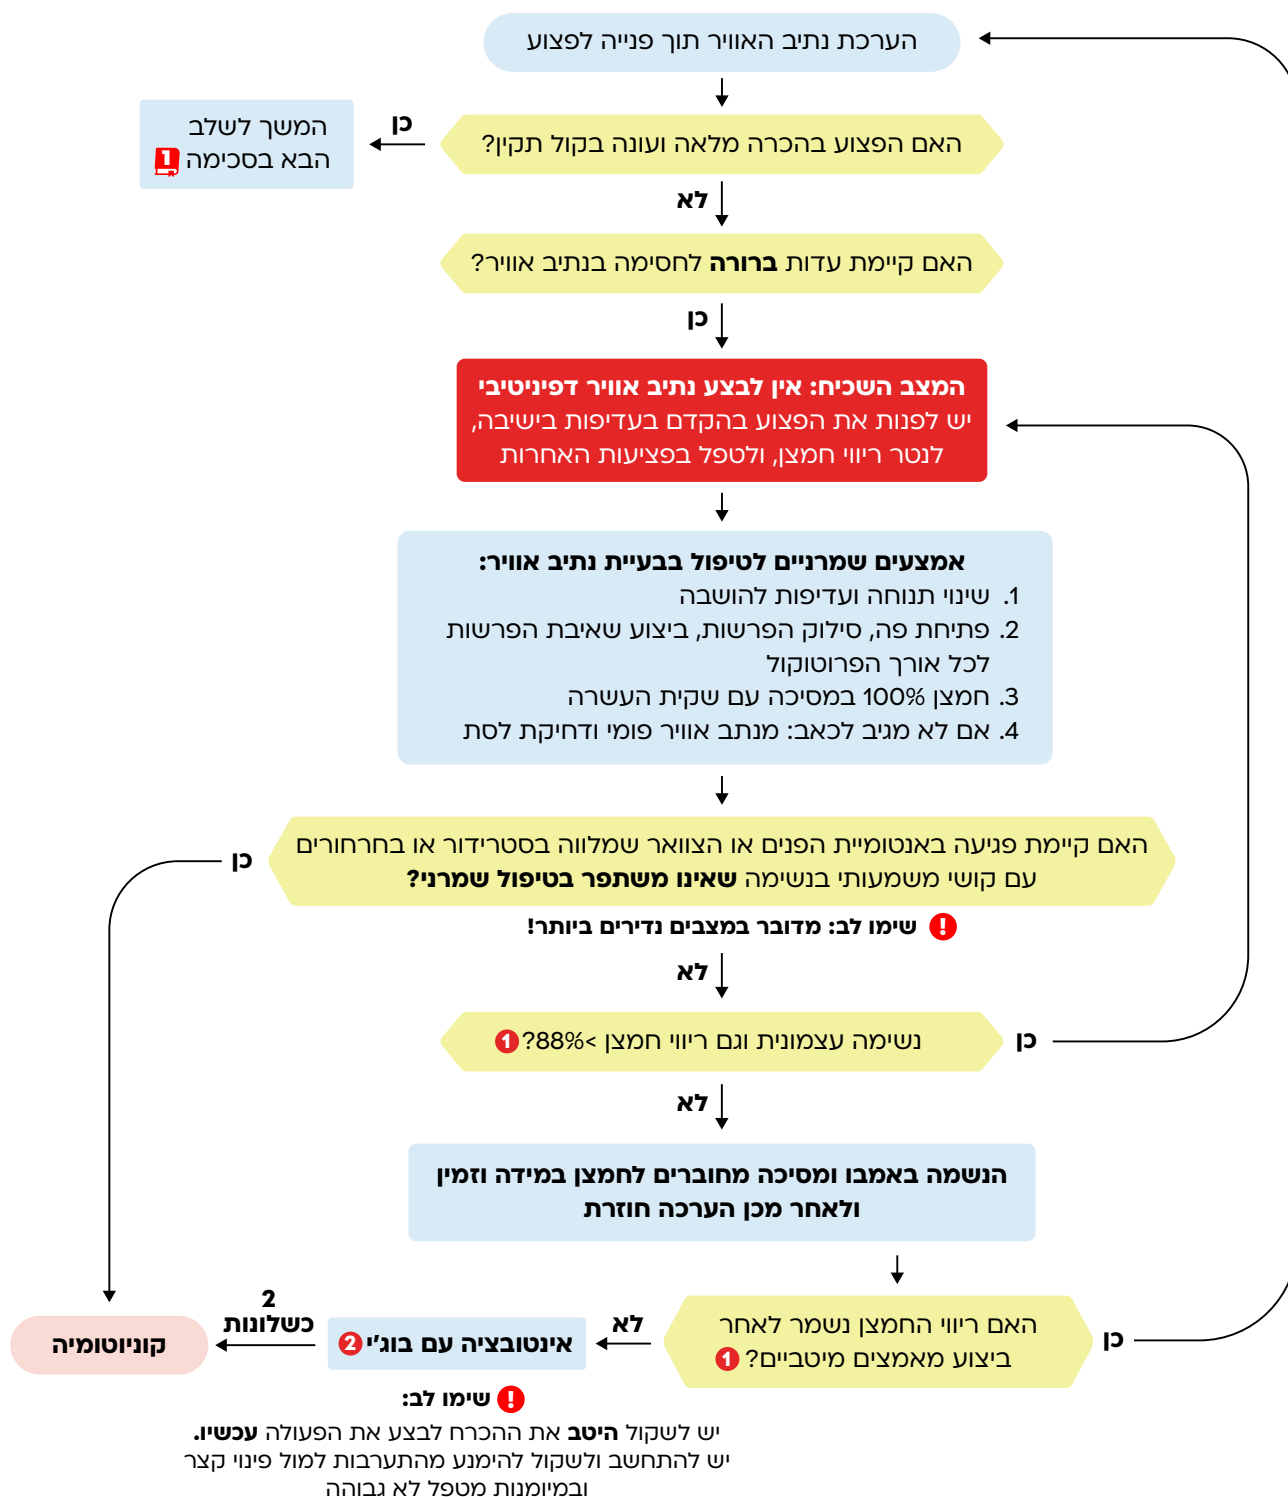 הערכת נתיב האוויר תוך פנייה לפצוע
האם הפצוע בהכרה מלאה ועונה בקול תקין?
כן
המשך לשלב
הבא בסכימה 1
לא
האם קיימת עדות ברורה לחסימה בנתיב אוויר?
כן
המצב השכיח: אין לבצע נתיב אוויר דפיניטיבי
יש לפנות את הפצוע בהקדם בעדיפות בישיבה,
לנטר ריווי חמצן, ולטפל בפציעות האחרות
אמצעים שמרניים לטיפול בבעיית נתיב אוויר:
1. שינוי תנוחה ועדיפות להושבה
2. פתיחת פה, סילוק הפרשות, ביצוע שאיבת הפרשות
לכל אורך הפרוטוקול
3. חמצן 100% במסיכה עם שקית העשרה
4. אם לא מגיב לכאב: מנתב אוויר פומי ודחיקת לסת
האם קיימת פגיעה באנטומיית הפנים או הצוואר שמלווה בסטרידור או בחרחורים
עם קושי משמעותי בנשימה שאינו משתפר בטיפול שמרני?
כן
! שימו לב: מדובר במצבים נדירים ביותר!
לא
נשימה עצמונית וגם ריווי חמצן >88%? 1
כן
לא
הנשמה באמבו ומסיכה מחוברים לחמצן במידה וזמין
ולאחר מכן הערכה חוזרת
האם ריווי החמצן נשמר לאחר
ביצוע מאמצים מיטביים? 1
כן
לא
אינטובציה עם בוג'י 2
2
כשלונות
קוניוטומיה
! שימו לב:
יש לשקול היטב את ההכרח לבצע את הפעולה עכשיו.
יש להתחשב ולשקול להימנע מהתערבות למול פינוי קצר
ובמיומנות מטפל לא גבוהה